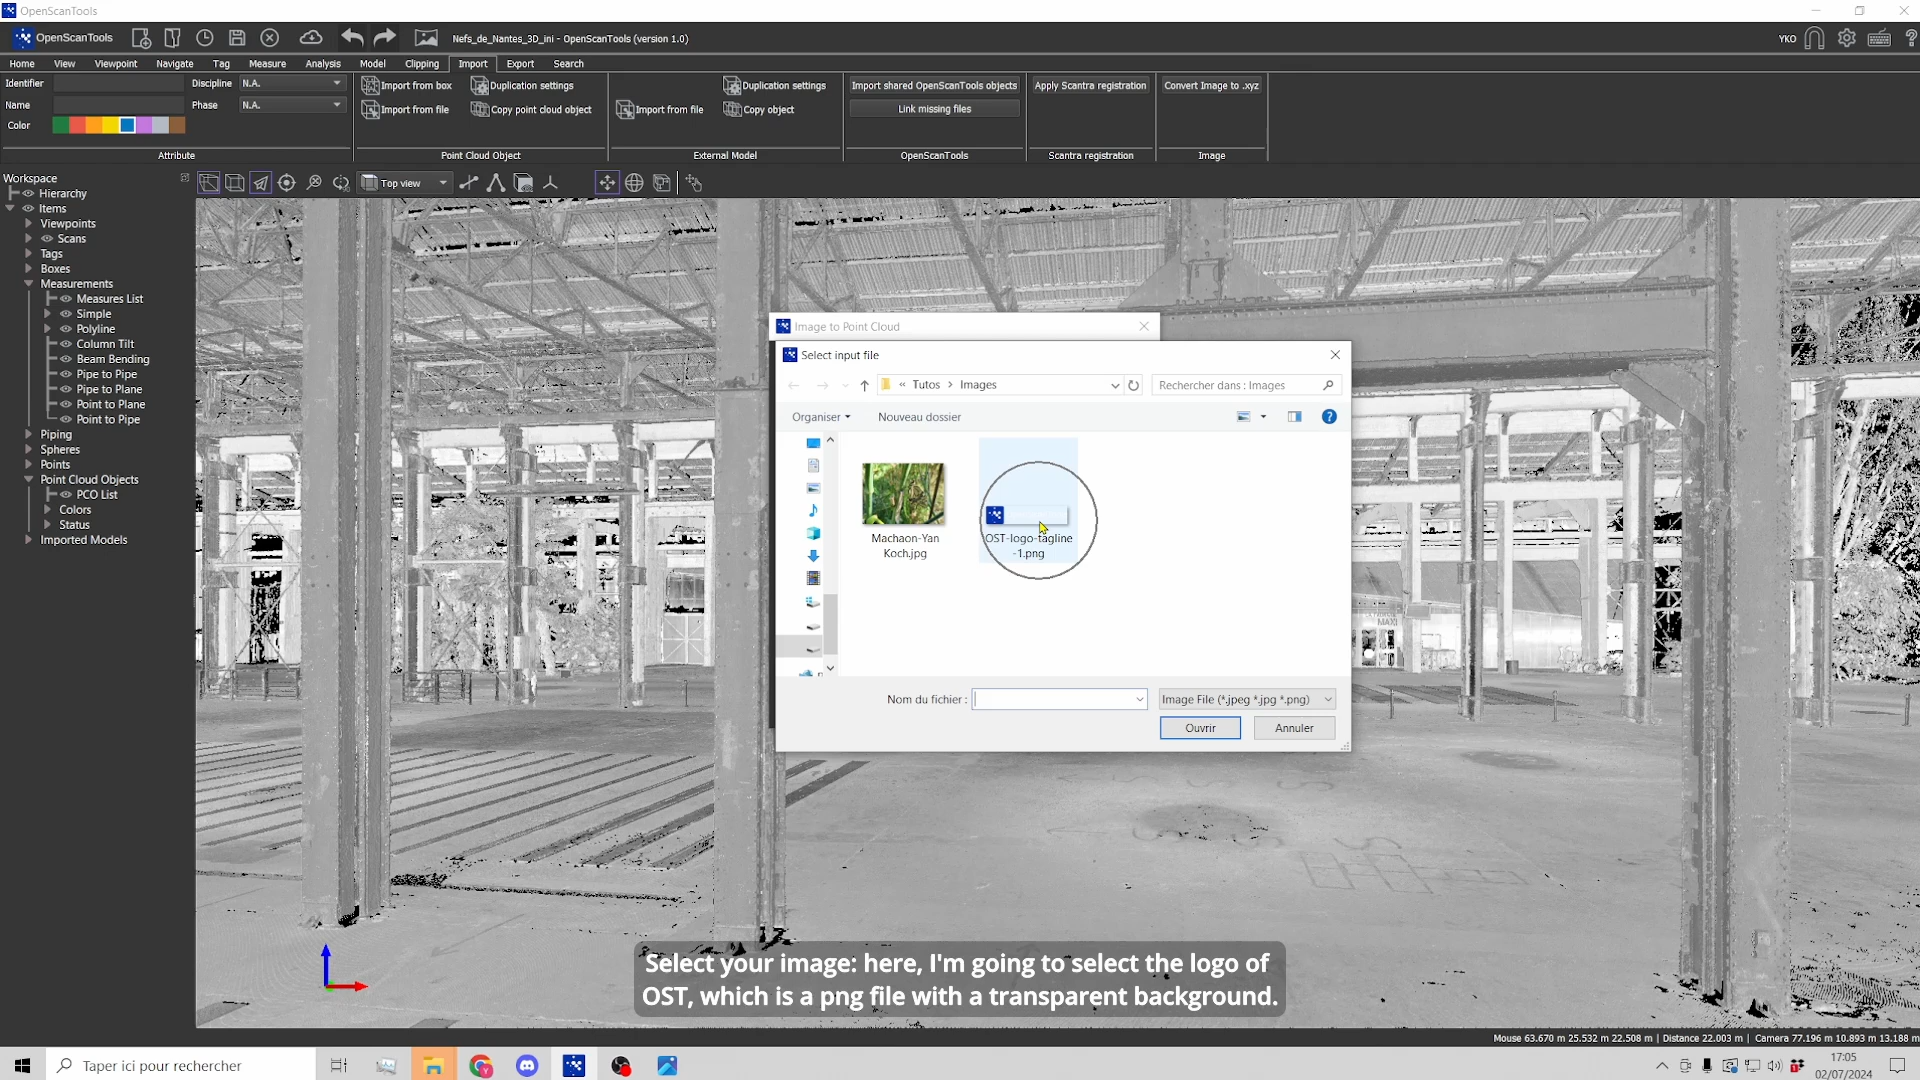 OpenScanTools
OpenScanTools
Nefs_de_Nantes_3D_ini - OpenScanTools (version 1.0)
YKO
Home View Viewpoint Navigate Tag Measure Analysis Model Clipping Import Export Search
Identifier
Discipline N.A.
Name
Phase N.A.
Color
Attribute
Import from box
Duplication settings
Import from file
Copy point cloud object
Point Cloud Object
Import from file
Duplication settings
Copy object
External Model
Import shared OpenScanTools objects
Link missing files
OpenScanTools
Apply Scantra registration
Scantra registration
Convert Image to .xyz
Image
Workspace
Top view
Hierarchy
Items
Viewpoints
Scans
Tags
Boxes
Measurements
Measures List
Simple
Polyline
Column Tilt
Beam Bending
Pipe to Pipe
Pipe to Plane
Point to Plane
Point to Pipe
Piping
Spheres
Points
Point Cloud Objects
PCO List
Colors
Status
Imported Models
Image to Point Cloud
Select input file
« Tutos > Images
Rechercher dans : Images
Organiser
Nouveau dossier
Machaon-Yan
Koch.jpg
OST-logo-tagline
-1.png
Nom du fichier :
Image File (*.jpeg *.jpg *.png)
Ouvrir
Annuler
MAXI
Select your image: here, I'm going to select the logo of
OST, which is a png file with a transparent background.
Mouse 63.670 m 25.532 m 22.508 m | Distance 22.003 m | Camera 77.196 m 10.893 m 13.188 m
Taper ici pour rechercher
17:05
02/07/2024